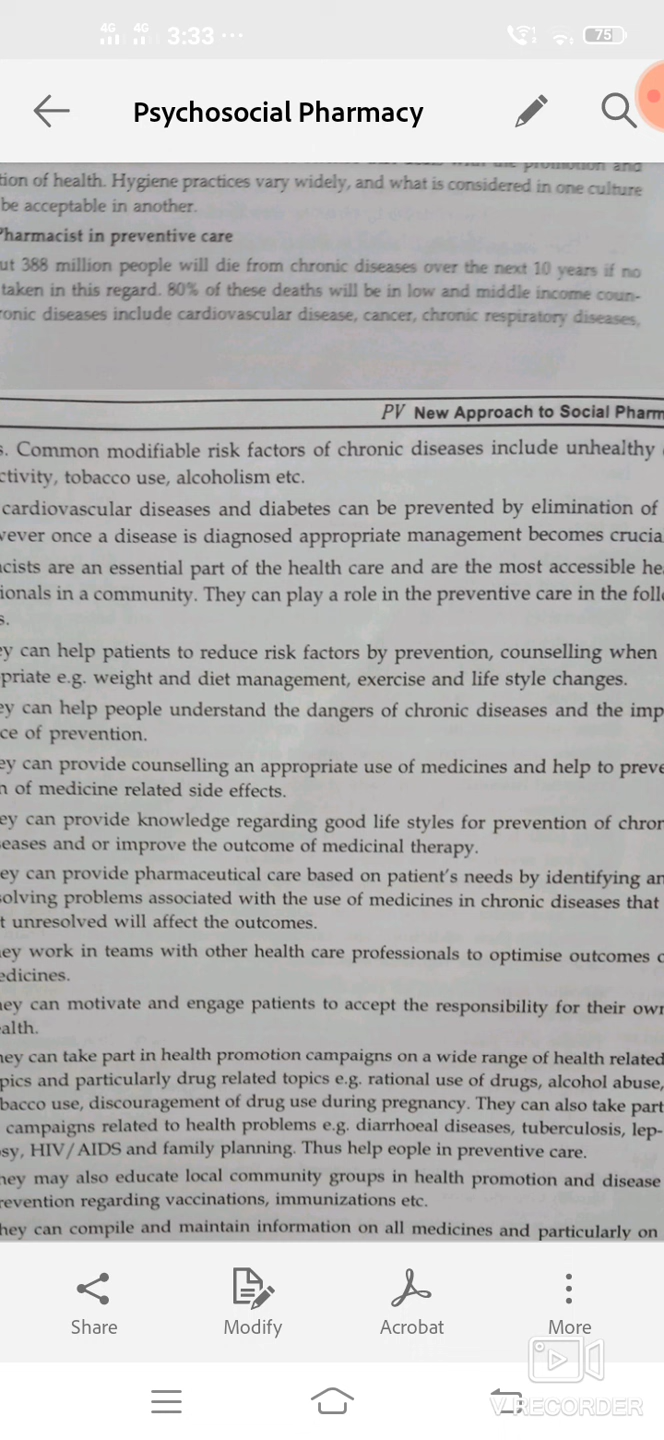 4G 4G 3:33 ... 75
Psychosocial Pharmacy
promotion and
tion of health. Hygiene practices vary widely, and what is considered in one culture
be acceptable in another.
Pharmacist in preventive care
ut 388 million people will die from chronic diseases over the next 10 years if no
taken in this regard. 80% of these deaths will be in low and middle income coun-
ronic diseases include cardiovascular disease, cancer, chronic respiratory diseases,
PV New Approach to Social Pharm
s. Common modifiable risk factors of chronic diseases include unhealthy
ctivity, tobacco use, alcoholism etc.
cardiovascular diseases and diabetes can be prevented by elimination of
wever once a disease is diagnosed appropriate management becomes crucia
acists are an essential part of the health care and are the most accessible hea
ionals in a community. They can play a role in the preventive care in the follo
s.
ey can help patients to reduce risk factors by prevention, counselling when
priate e.g. weight and diet management, exercise and life style changes.
ey can help people understand the dangers of chronic diseases and the imp
ce of prevention.
ey can provide counselling an appropriate use of medicines and help to preve
n of medicine related side effects.
ey can provide knowledge regarding good life styles for prevention of chron
eases and or improve the outcome of medicinal therapy.
ey can provide pharmaceutical care based on patient's needs by identifying an
solving problems associated with the use of medicines in chronic diseases that
t unresolved will affect the outcomes.
ey work in teams with other health care professionals to optimise outcomes o
edicines.
hey can motivate and engage patients to accept the responsibility for their own
alth.
hey can take part in health promotion campaigns on a wide range of health related
pics and particularly drug related topics e.g. rational use of drugs, alcohol abuse,
bacco use, discouragement of drug use during pregnancy. They can also take part
campaigns related to health problems e.g. diarrhoeal diseases, tuberculosis, lep-
sy, HIV/AIDS and family planning. Thus help eople in preventive care.
hey may also educate local community groups in health promotion and disease
revention regarding vaccinations, immunizations etc.
hey can compile and maintain information on all medicines and particularly on
Share Modify Acrobat More
V RECORDER